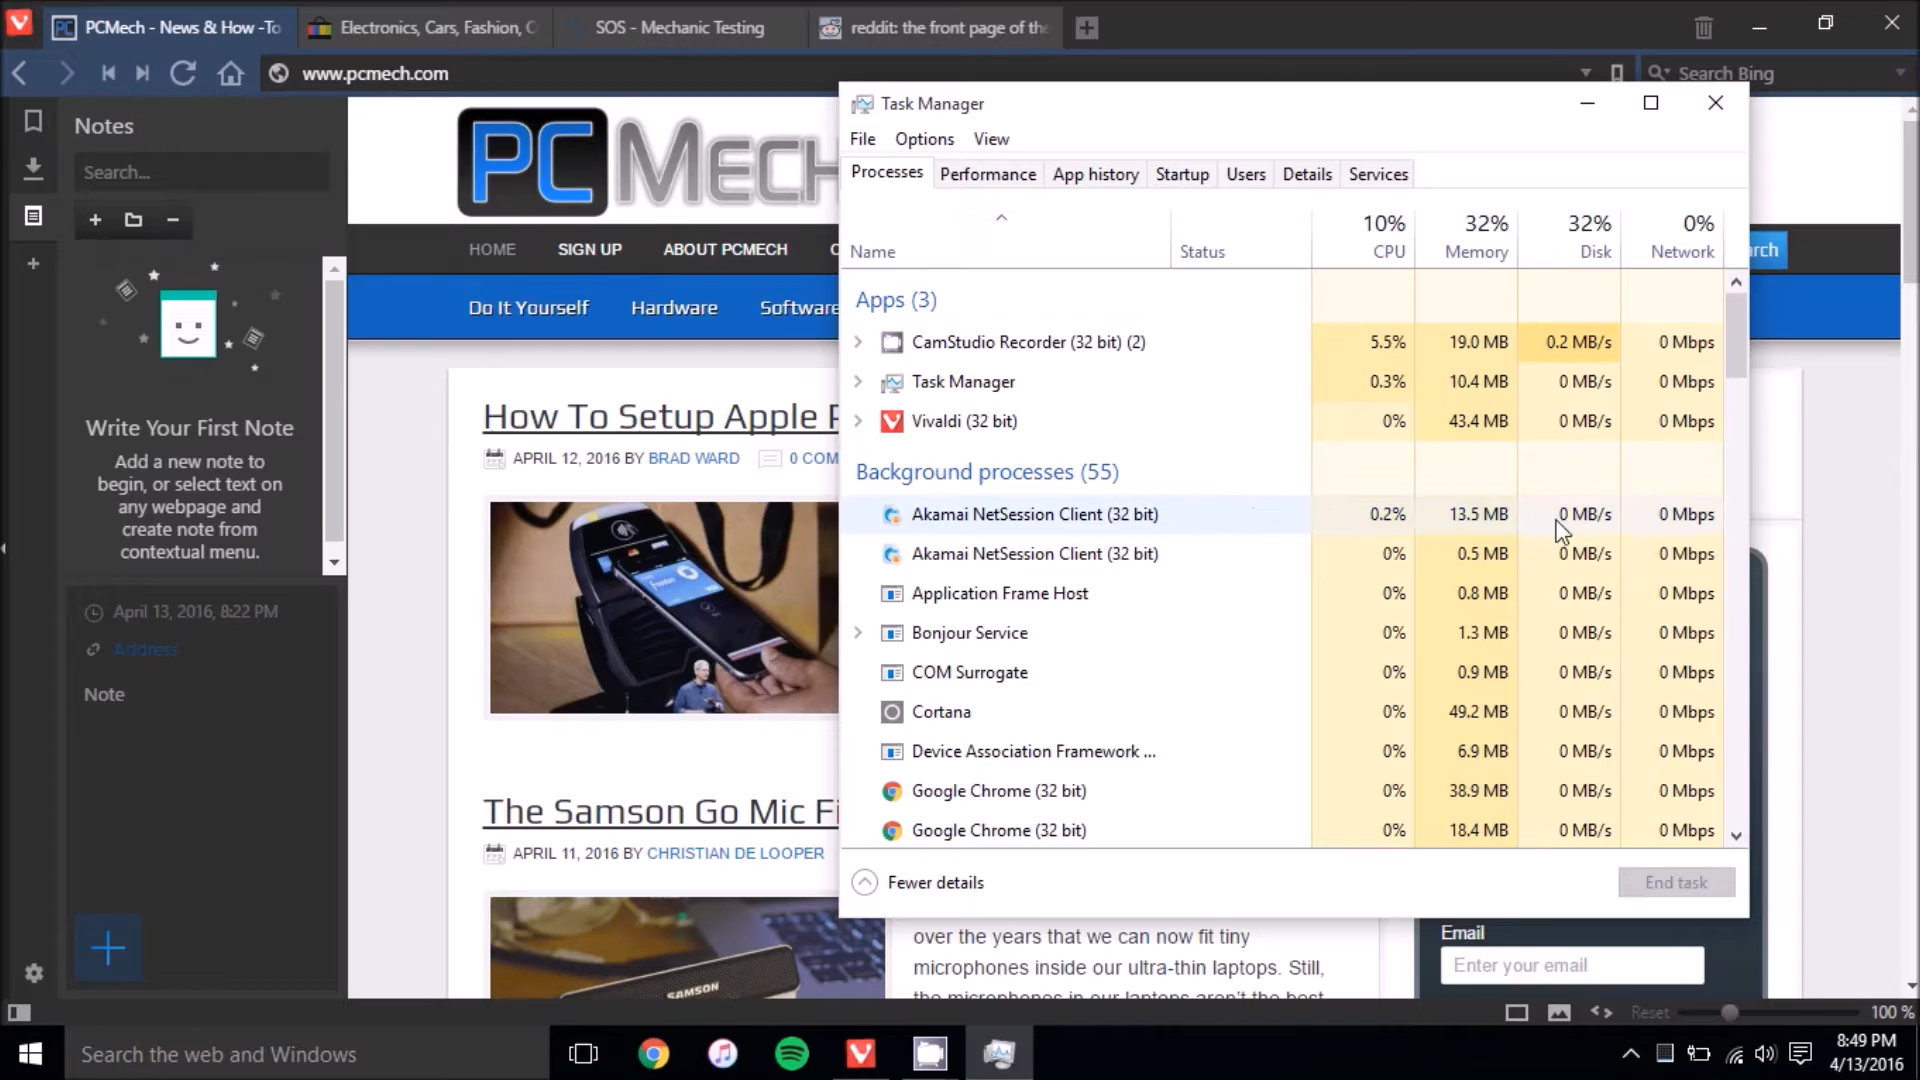 PCMech - News & How -To
Electronics, Cars, Fashion, C
SOS - Mechanic Testing
reddit: the front page of the
www.pcmech.com
Search Bing
Notes
Search...
Write Your First Note
Add a new note to
begin, or select text on
any webpage and
create note from
contextual menu.
April 13, 2016, 8:22 PM
Address
Note
PCMech
HOME
SIGN UP
ABOUT PCMECH
Do It Yourself
Hardware
Software
How To Setup Apple P
APRIL 12, 2016 BY BRAD WARD
0 COM
The Samson Go Mic Fi
APRIL 11, 2016 BY CHRISTIAN DE LOOPER
SAMSON
Task Manager
File Options View
Processes Performance App history Startup Users Details Services
10% 32% 32% 0%
Name Status CPU Memory Disk Network
Apps (3)
CamStudio Recorder (32 bit) (2) 5.5% 19.0 MB 0.2 MB/s 0 Mbps
Task Manager 0.3% 10.4 MB 0 MB/s 0 Mbps
Vivaldi (32 bit) 0% 43.4 MB 0 MB/s 0 Mbps
Background processes (55)
Akamai NetSession Client (32 bit) 0.2% 13.5 MB 0 MB/s 0 Mbps
Akamai NetSession Client (32 bit) 0% 0.5 MB 0 MB/s 0 Mbps
Application Frame Host 0% 0.8 MB 0 MB/s 0 Mbps
Bonjour Service 0% 1.3 MB 0 MB/s 0 Mbps
COM Surrogate 0% 0.9 MB 0 MB/s 0 Mbps
Cortana 0% 49.2 MB 0 MB/s 0 Mbps
Device Association Framework ... 0% 6.9 MB 0 MB/s 0 Mbps
Google Chrome (32 bit) 0% 38.9 MB 0 MB/s 0 Mbps
Google Chrome (32 bit) 0% 18.4 MB 0 MB/s 0 Mbps
Fewer details
End task
rch
over the years that we can now fit tiny
microphones inside our ultra-thin laptops. Still,
the microphones in our laptops aren't the best
Email
Enter your email
Reset
100 %
Search the web and Windows
8:49 PM
4/13/2016